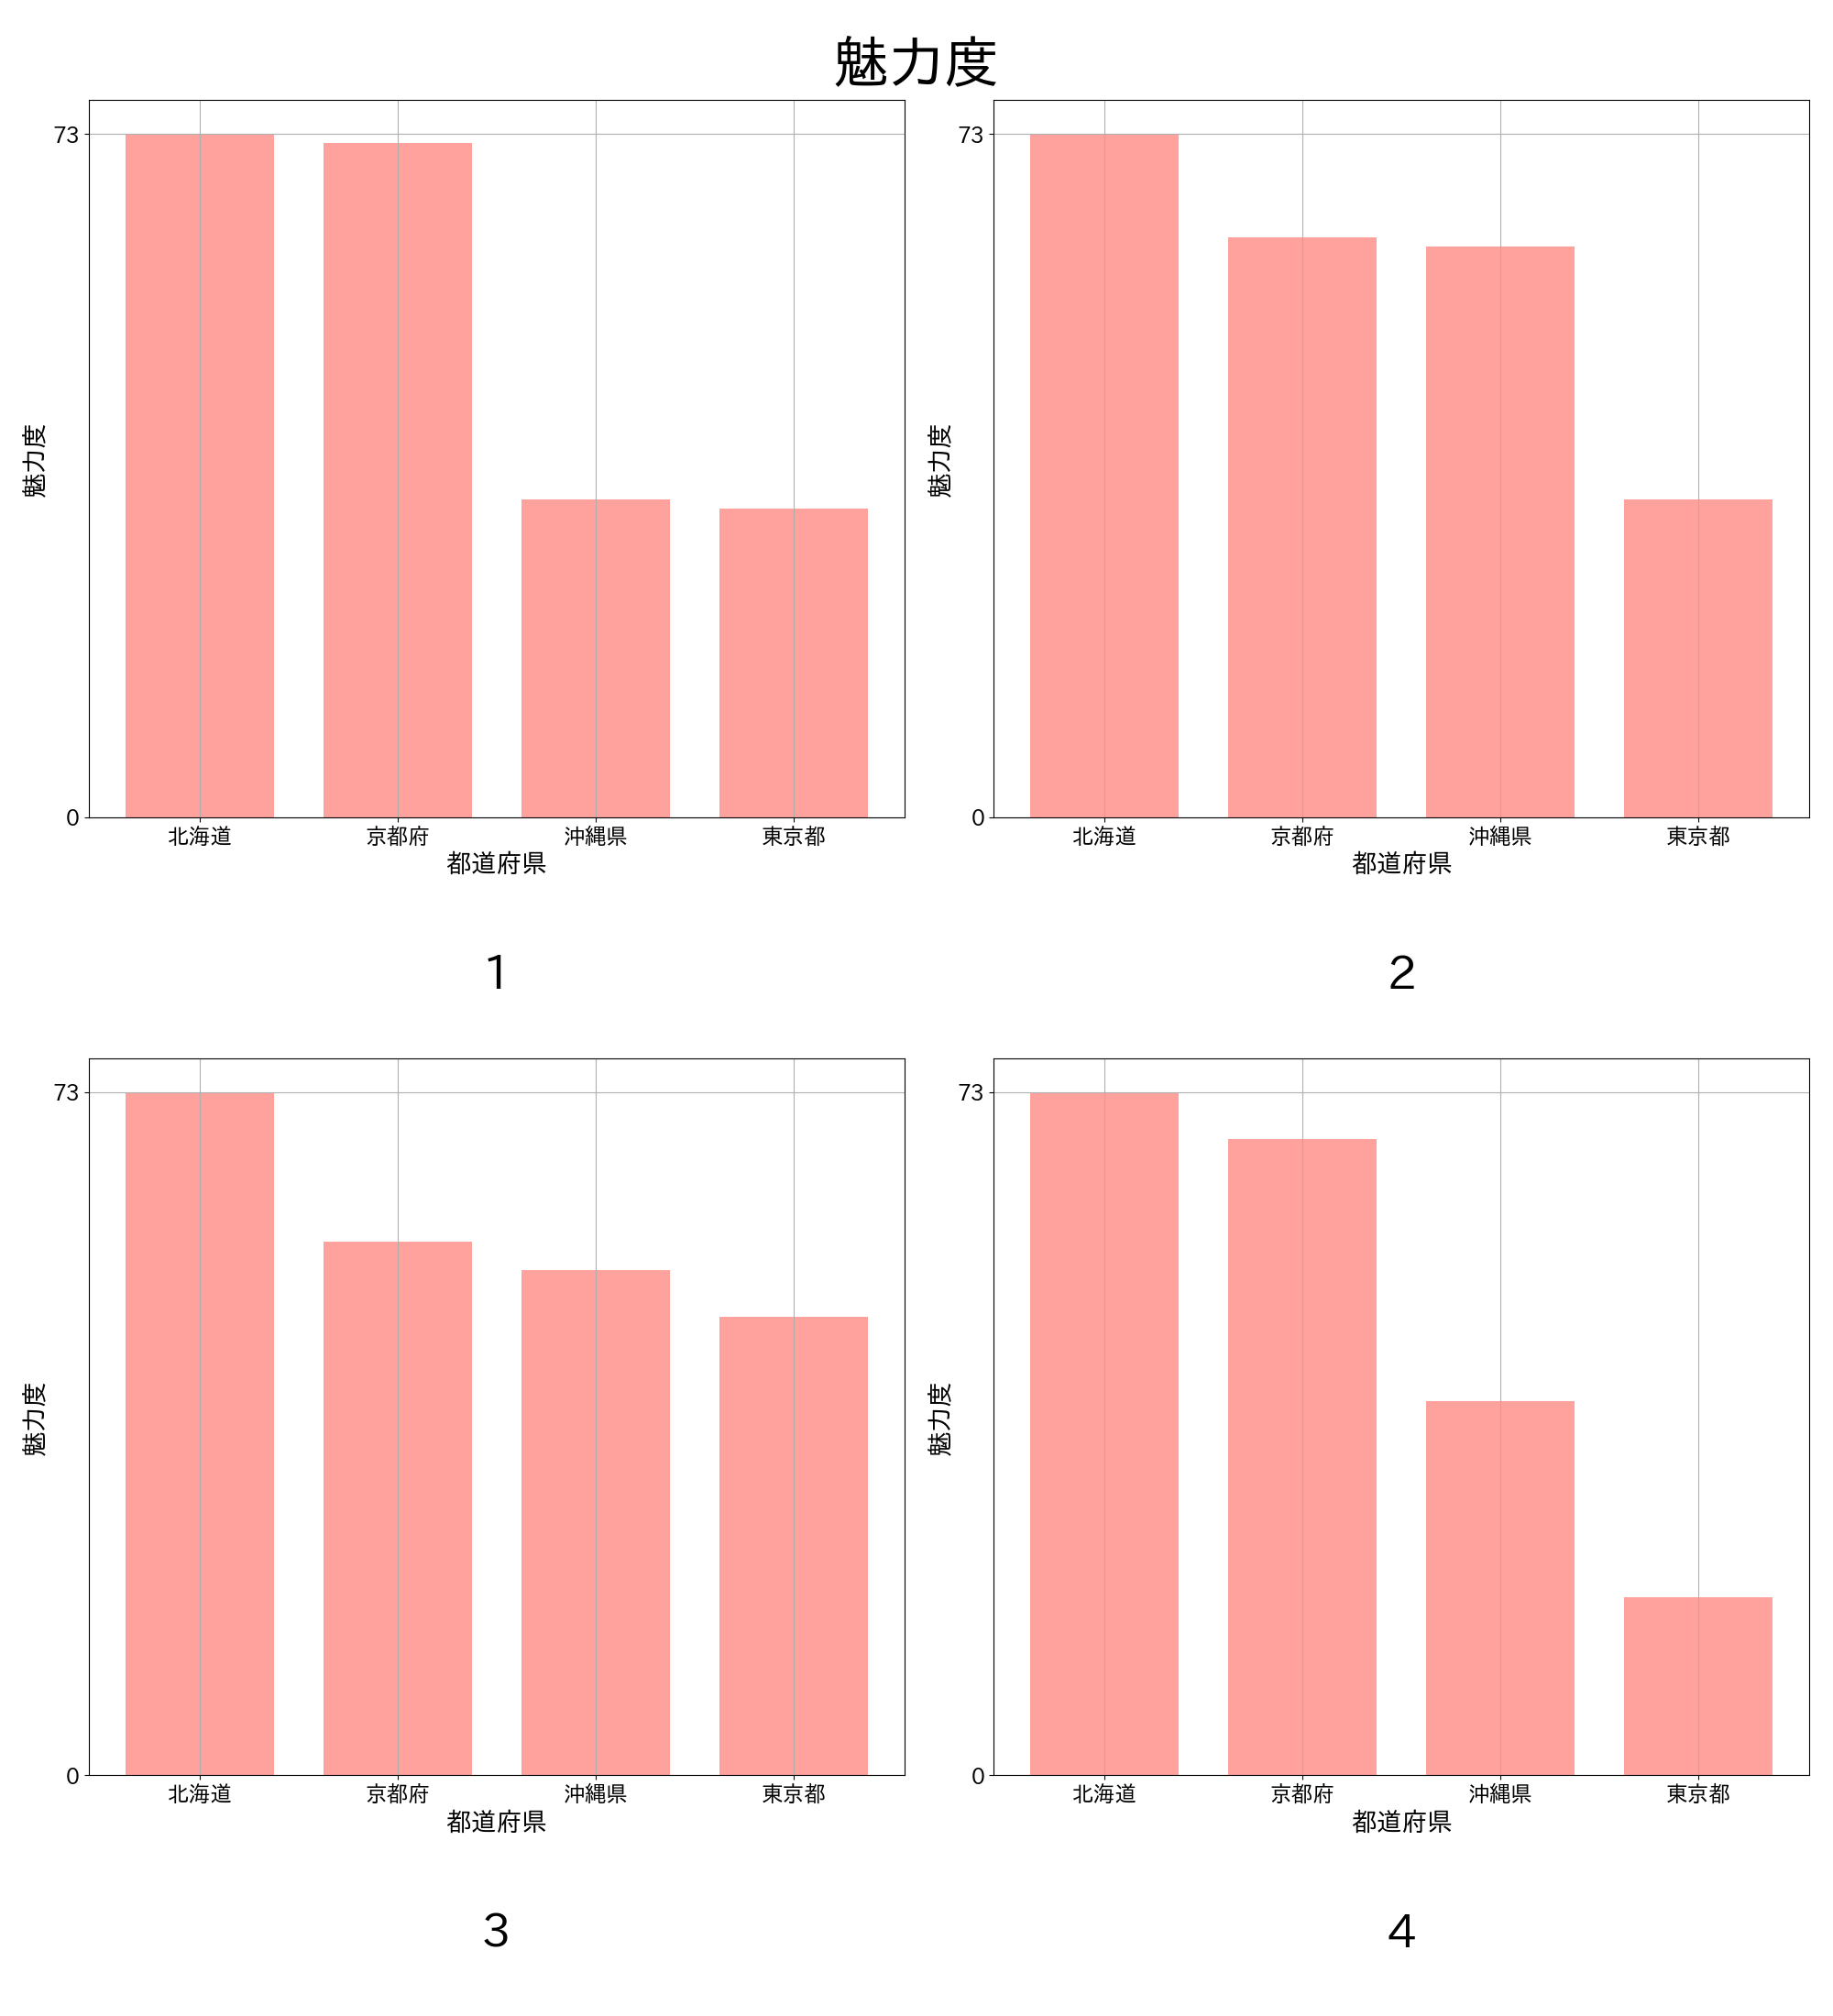 魅力度
73
0
魅力度
北海道 京都府 沖縄県 東京都
都道府県
1
73
0
魅力度
北海道 京都府 沖縄県 東京都
都道府県
2
73
0
魅力度
北海道 京都府 沖縄県 東京都
都道府県
3
73
0
魅力度
北海道 京都府 沖縄県 東京都
都道府県
4